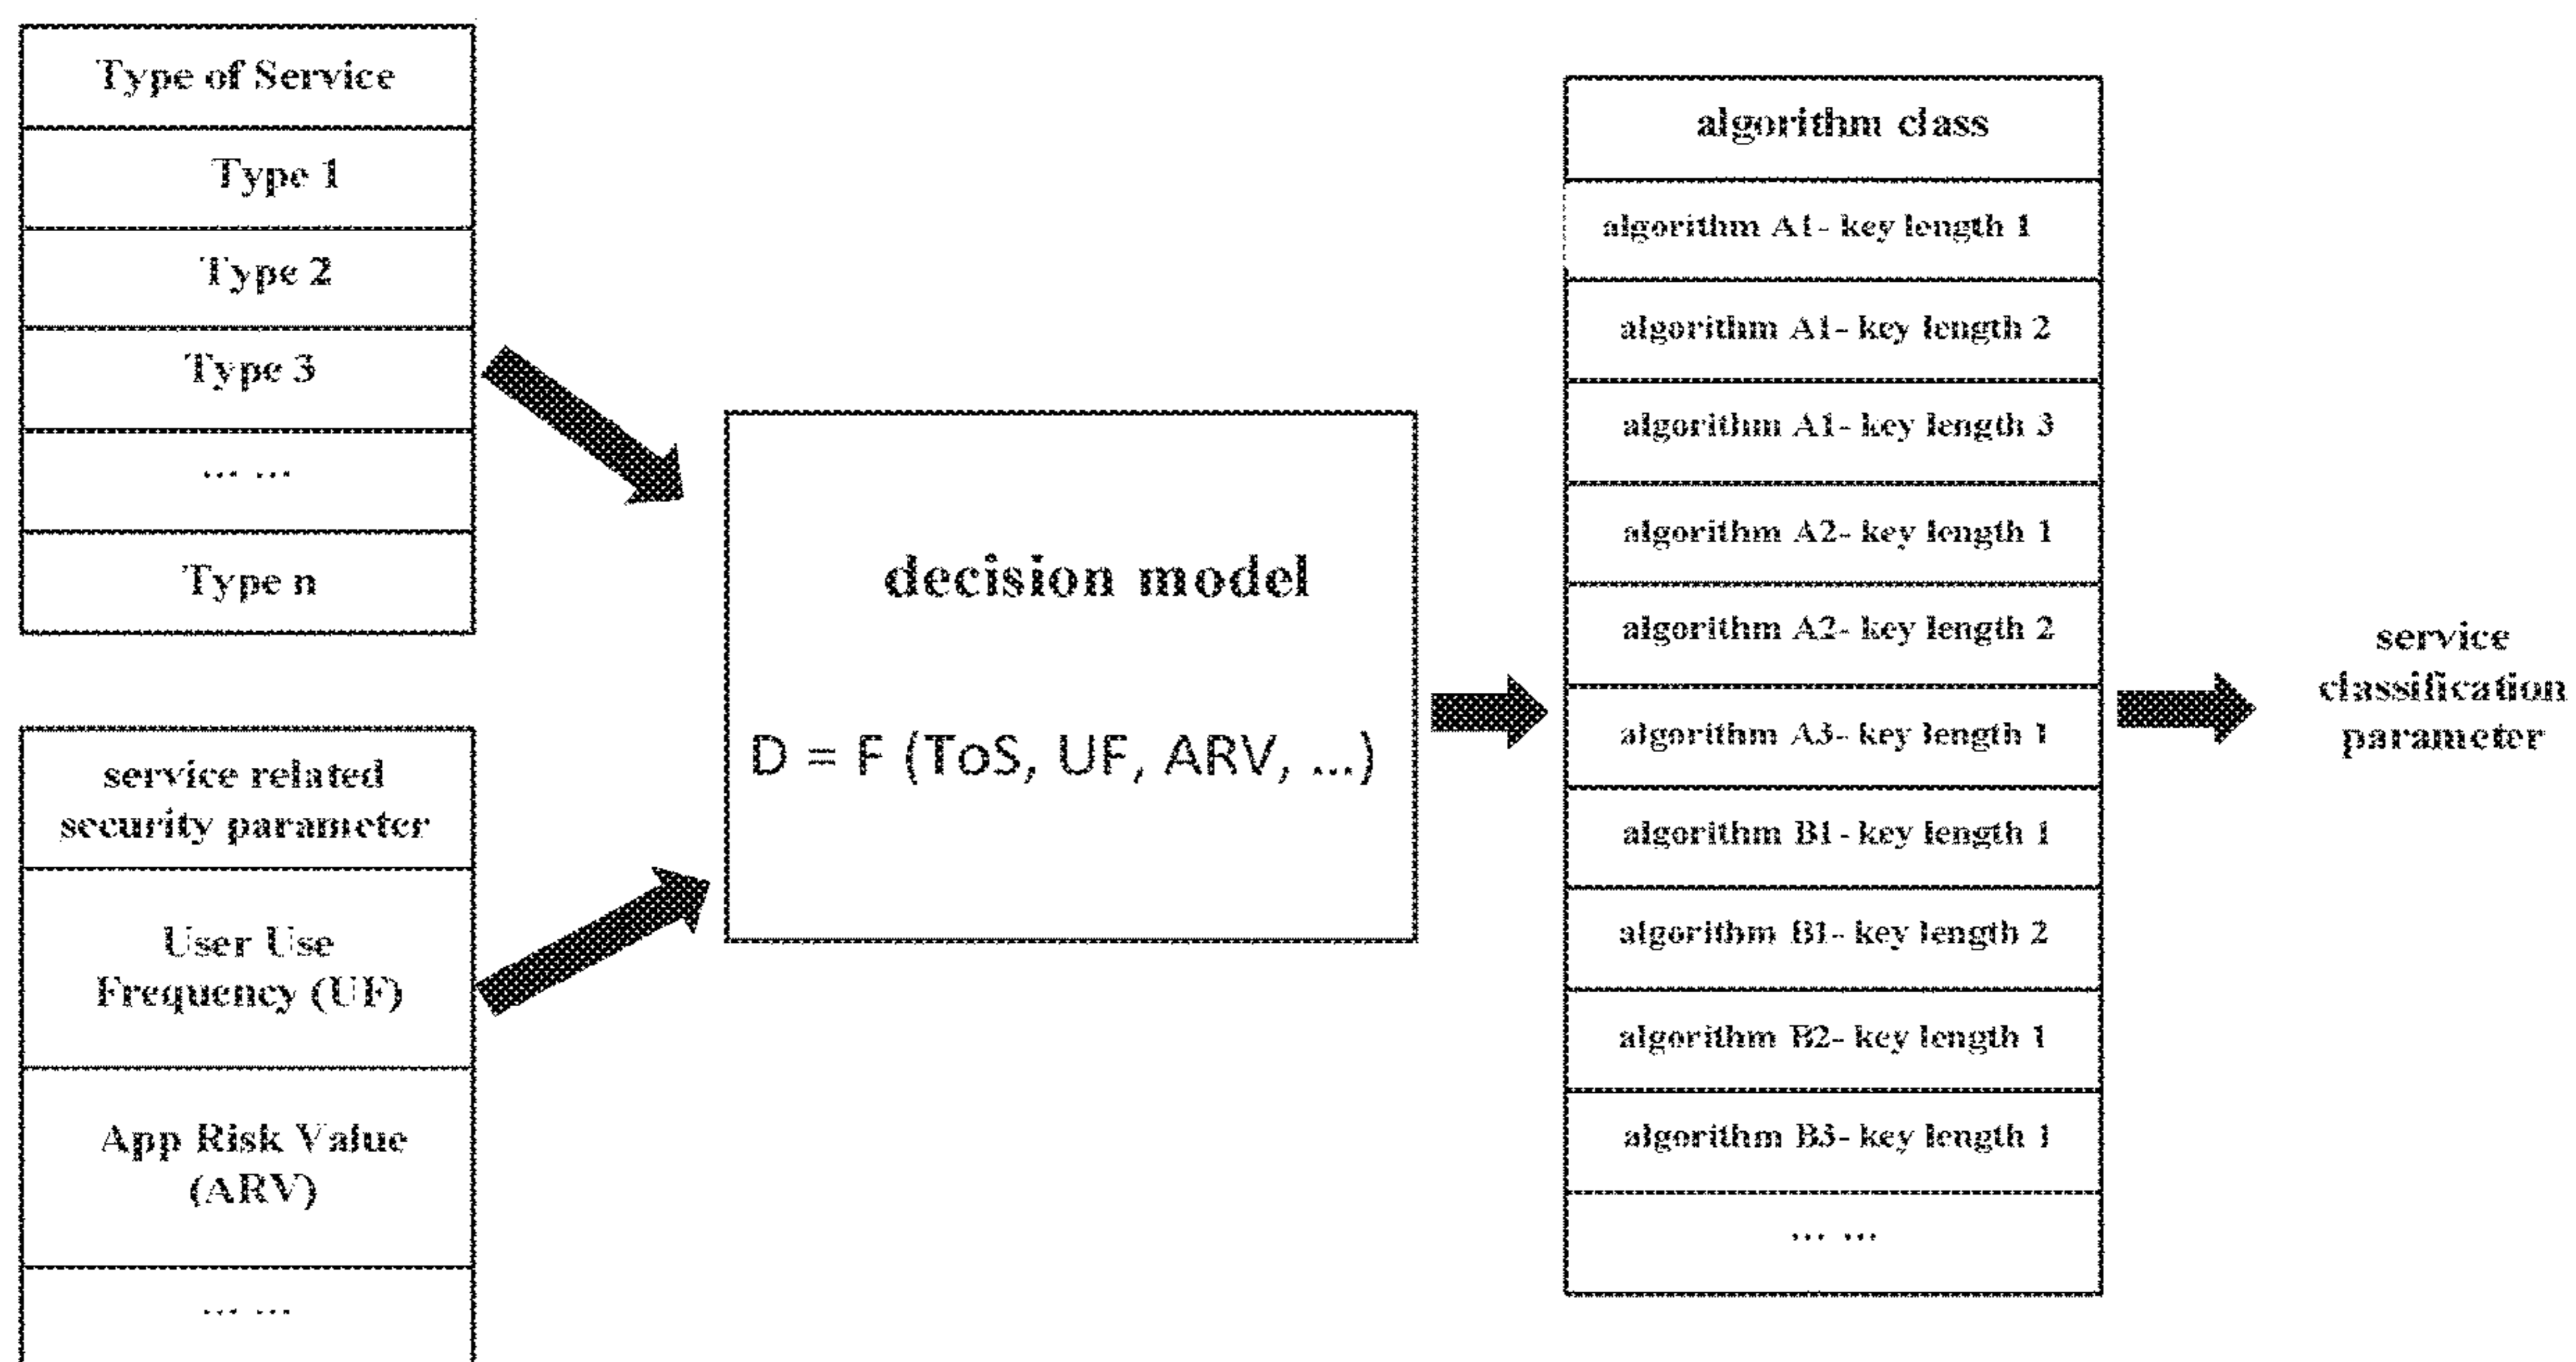 Type of Service
Type 1
Type 2
Type 3
... ...
Type n
service related
security parameter
User Use
Frequency (UF)
App Risk Value
(ARV)
... ...
decision model
D = F (ToS, UF, ARV, ...)
algorithm class
algorithm A1- key length 1
algorithm A1- key length 2
algorithm A1- key length 3
algorithm A2- key length 1
algorithm A2- key length 2
algorithm A3- key length 1
algorithm B1- key length 1
algorithm B1- key length 2
algorithm B2- key length 1
algorithm B3- key length 1
... ...
service
classification
parameter